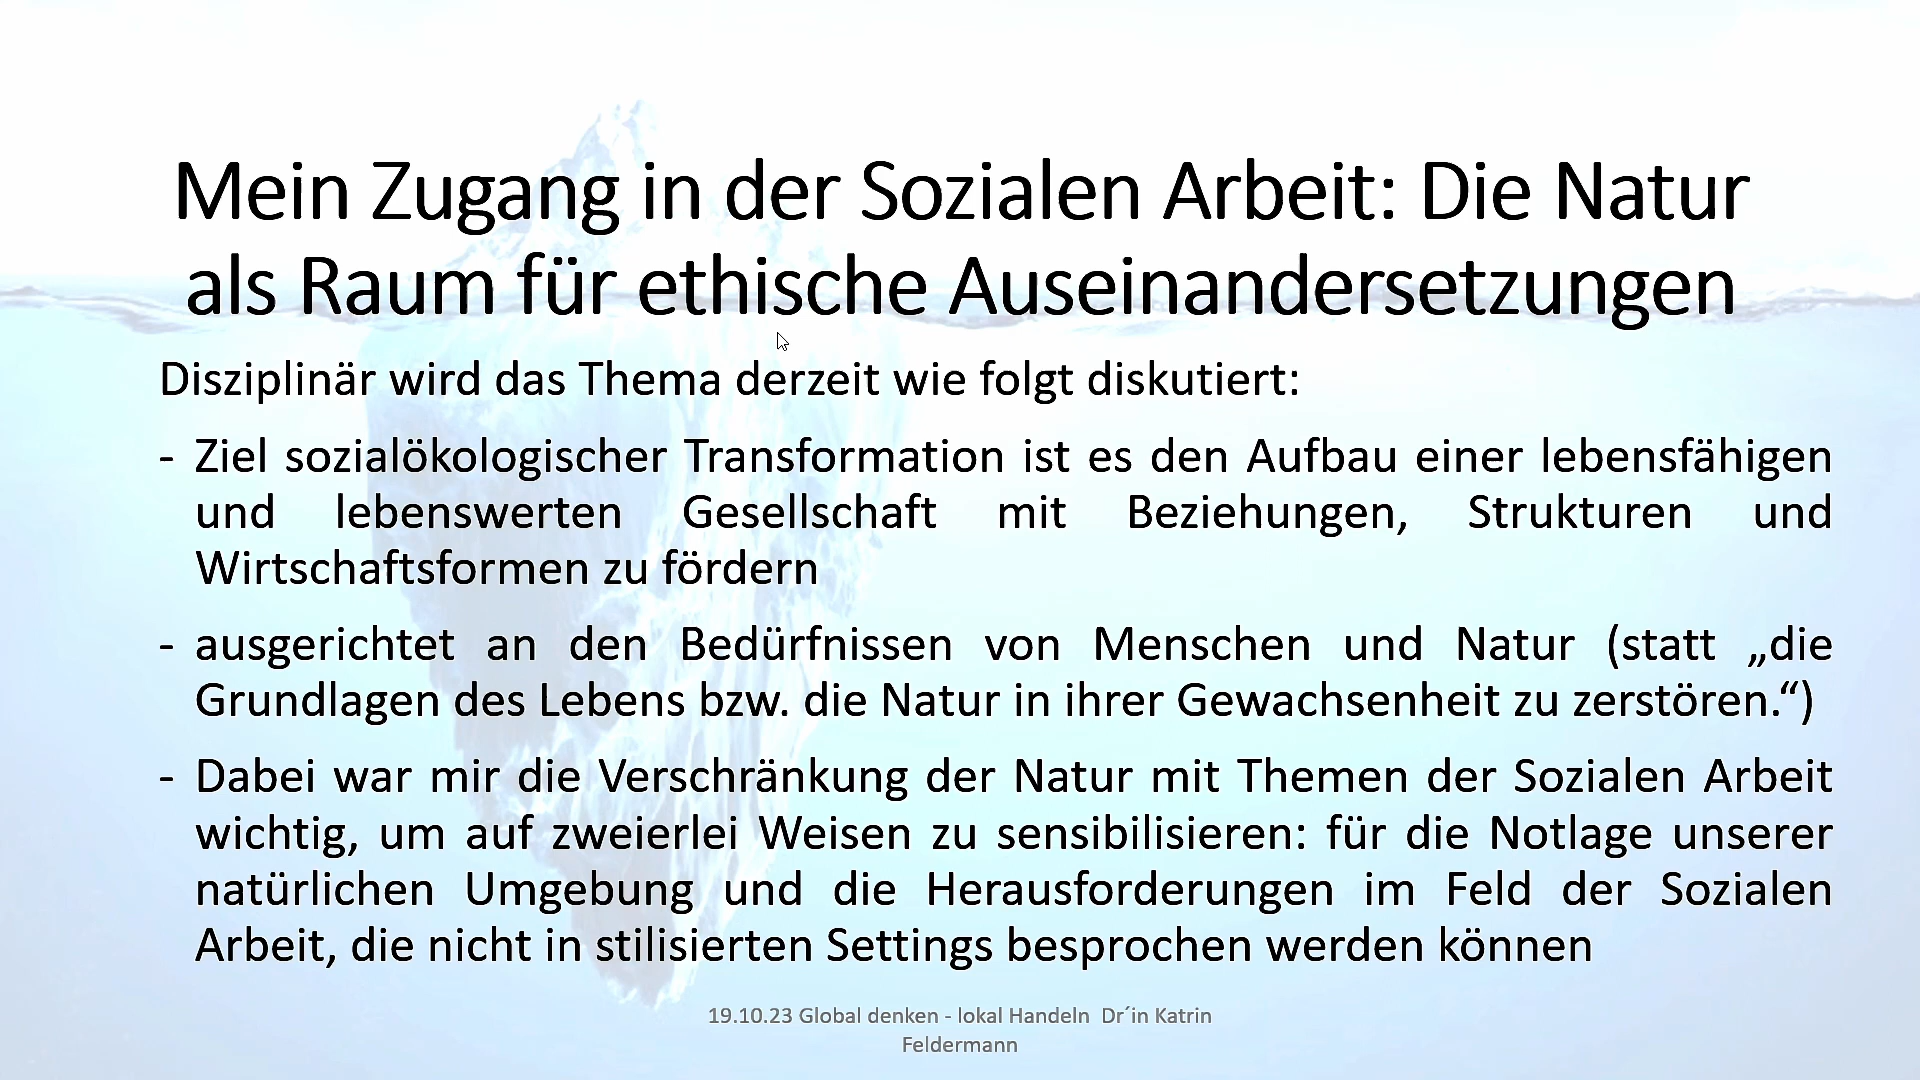 Mein Zugang in der Sozialen Arbeit: Die Natur
als Raum für ethische Auseinandersetzungen
Disziplinär wird das Thema derzeit wie folgt diskutiert:
- Ziel sozialökologischer Transformation ist es den Aufbau einer lebensfähigen
und lebenswerten Gesellschaft mit Beziehungen, Strukturen und
Wirtschaftsformen zu fördern
- ausgerichtet an den Bedürfnissen von Menschen und Natur (statt „die
Grundlagen des Lebens bzw. die Natur in ihrer Gewachsenheit zu zerstören.“)
- Dabei war mir die Verschränkung der Natur mit Themen der Sozialen Arbeit
wichtig, um auf zweierlei Weisen zu sensibilisieren: für die Notlage unserer
natürlichen Umgebung und die Herausforderungen im Feld der Sozialen
Arbeit, die nicht in stilisierten Settings besprochen werden können
19.10.23 Global denken - lokal Handeln Dr´in Katrin
Feldermann